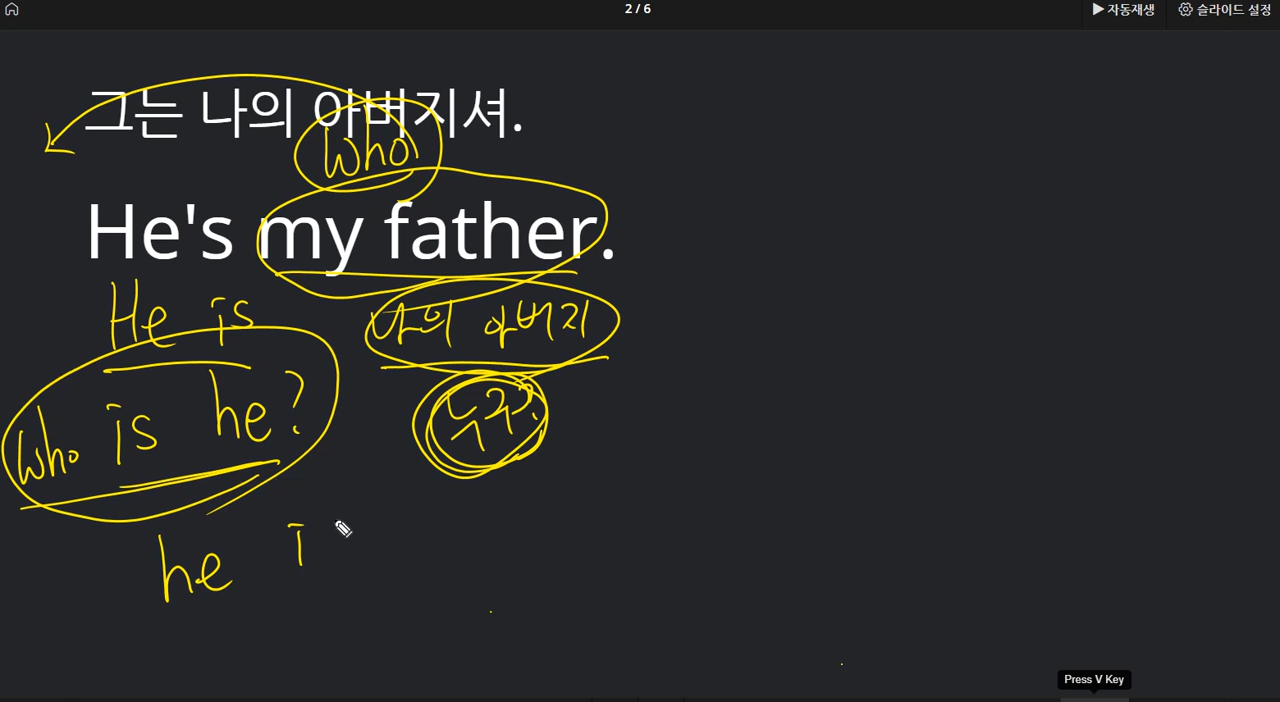 2 / 6
자동재생
슬라이드 설정
그는 나의 아버지셔.
who
He's my father.
He is
나의 아버지
누구?
who is he?
he i
Press V Key